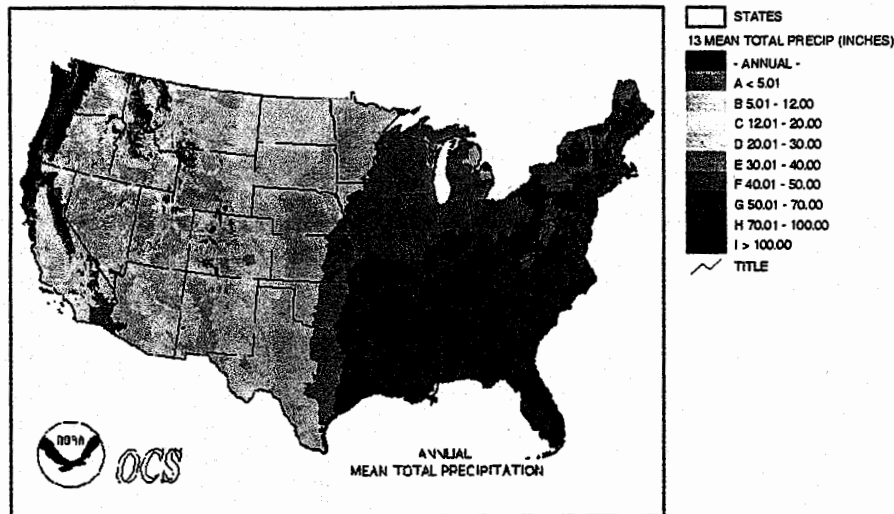 STATES
13 MEAN TOTAL PRECIP (INCHES)
- ANNUAL -
A < 5.01
B 5.01 - 12.00
C 12.01 - 20.00
D 20.01 - 30.00
E 30.01 - 40.00
F 40.01 - 50.00
G 50.01 - 70.00
H 70.01 - 100.00
I > 100.00
TITLE
NOAA
OCS
ANNUAL
MEAN TOTAL PRECIPITATION